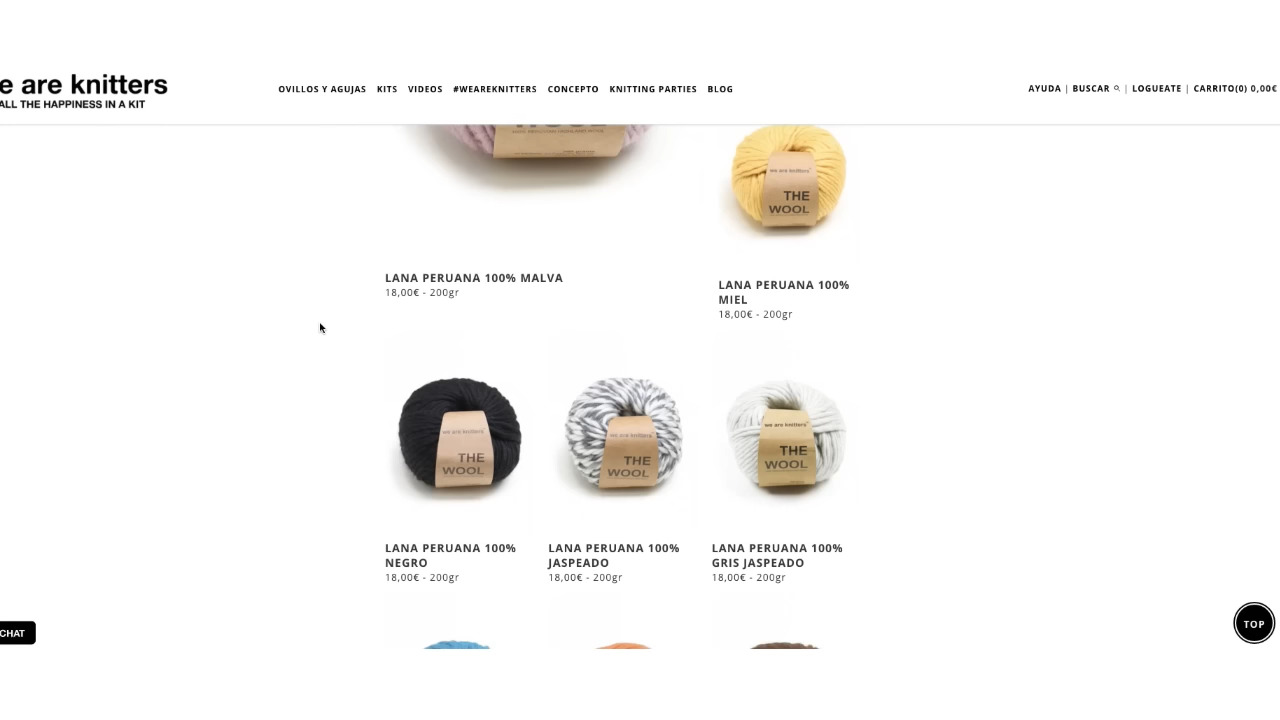 e are knitters
ALL THE HAPPINESS IN A KIT
OVILLOS Y AGUJAS KITS VIDEOS #WEAREKNITTERS CONCEPTO KNITTING PARTIES BLOG
AYUDA | BUSCAR | LOGUEATE | CARRITO(0) 0,00€
WOOL
we are knitters
THE
WOOL
LANA PERUANA 100% MALVA
18,00€ - 200gr
LANA PERUANA 100%
MIEL
18,00€ - 200gr
we are knitters
THE
WOOL
we are knitters
THE
WOOL
we are knitters
THE
WOOL
LANA PERUANA 100%
NEGRO
18,00€ - 200gr
LANA PERUANA 100%
JASPEADO
18,00€ - 200gr
LANA PERUANA 100%
GRIS JASPEADO
18,00€ - 200gr
CHAT
TOP